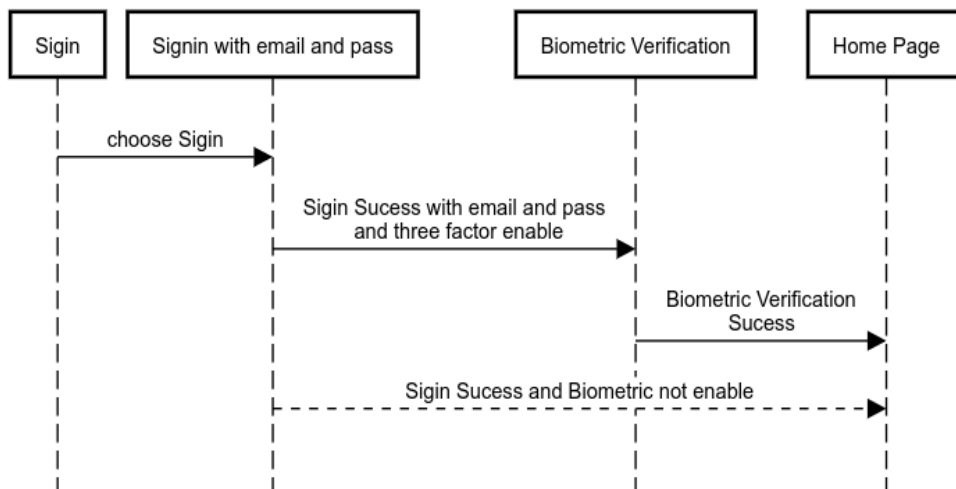 Sigin
Signin with email and pass
Biometric Verification
Home Page
choose Sigin
Sigin Sucess with email and pass
and three factor enable
Biometric Verification
Sucess
Sigin Sucess and Biometric not enable